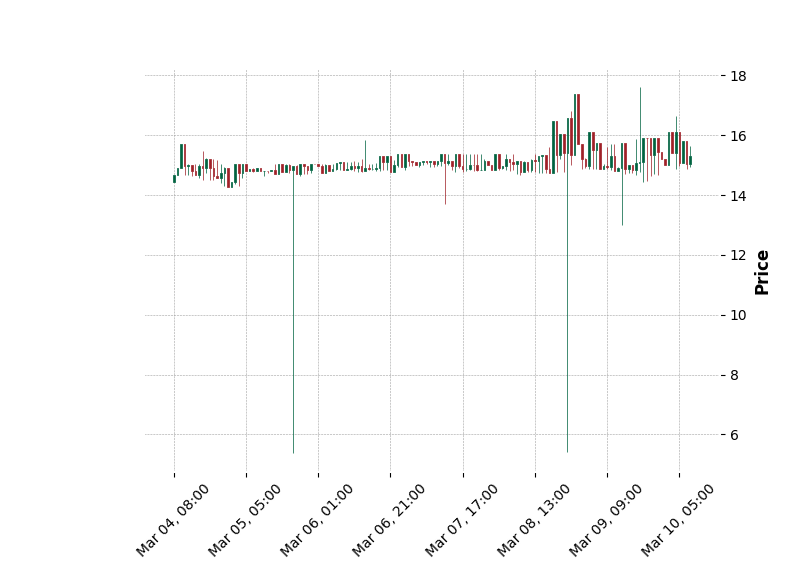 18
16
14
12
10
8
6
Price
Mar 04, 08:00
Mar 05, 05:00
Mar 06, 01:00
Mar 06, 21:00
Mar 07, 17:00
Mar 08, 13:00
Mar 09, 09:00
Mar 10, 05:00